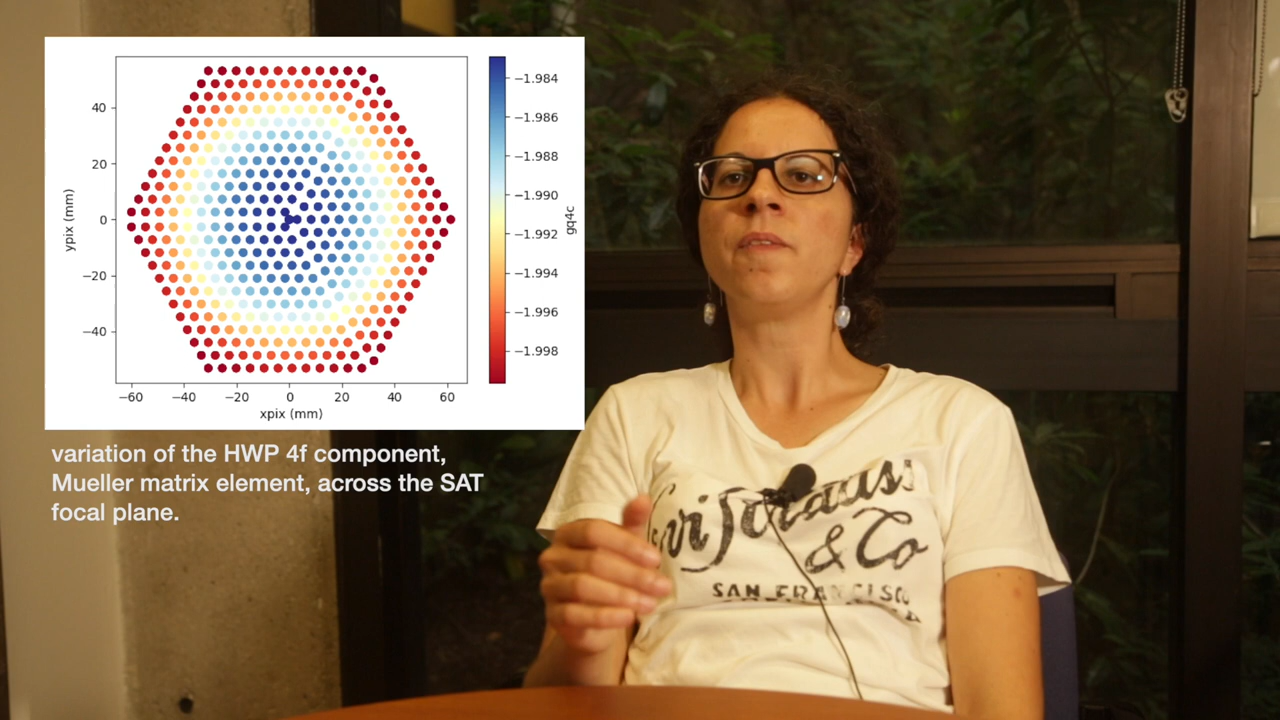 40
20
0
−20
−40
ypix (mm)
−60 −40 −20 0 20 40 60
xpix (mm)
−1.984
−1.986
−1.988
−1.990
−1.992
−1.994
−1.996
−1.998
gq4c
variation of the HWP 4f component,
Mueller matrix element, across the SAT
focal plane.
Levi Strauss
& Co
SAN FRANCISCO